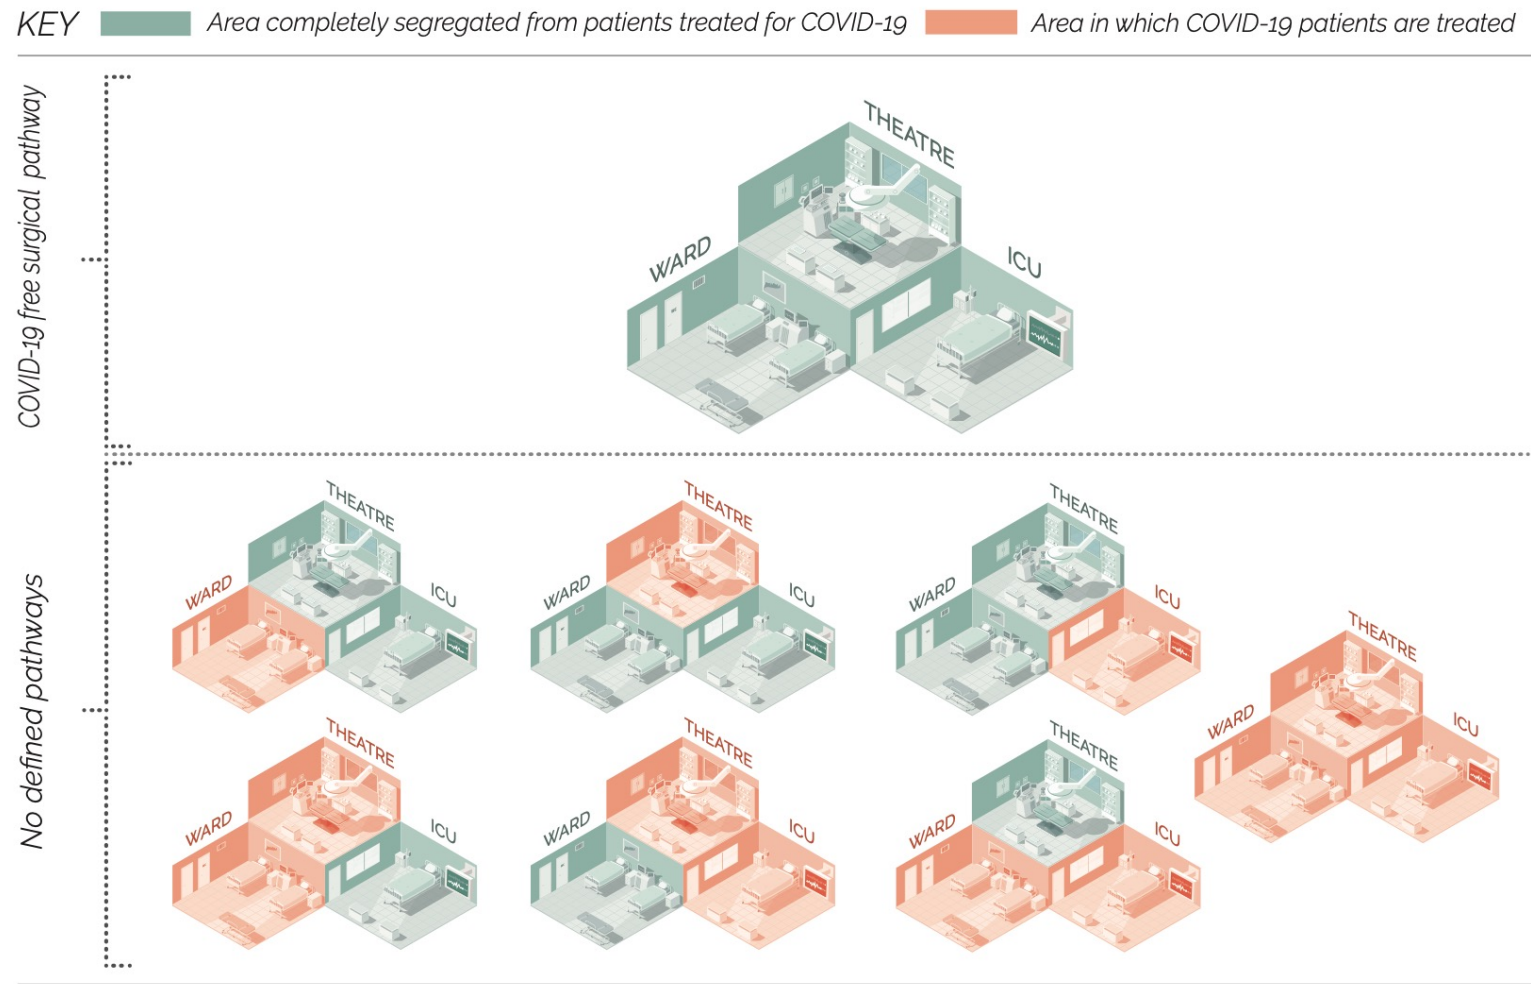 KEY
Area completely segregated from patients treated for COVID-19
Area in which COVID-19 patients are treated
COVID-19 free surgical pathway
THEATRE
WARD
ICU
No defined pathways
THEATRE
WARD
ICU
THEATRE
WARD
ICU
THEATRE
WARD
ICU
THEATRE
WARD
ICU
THEATRE
WARD
ICU
THEATRE
WARD
ICU
THEATRE
WARD
ICU